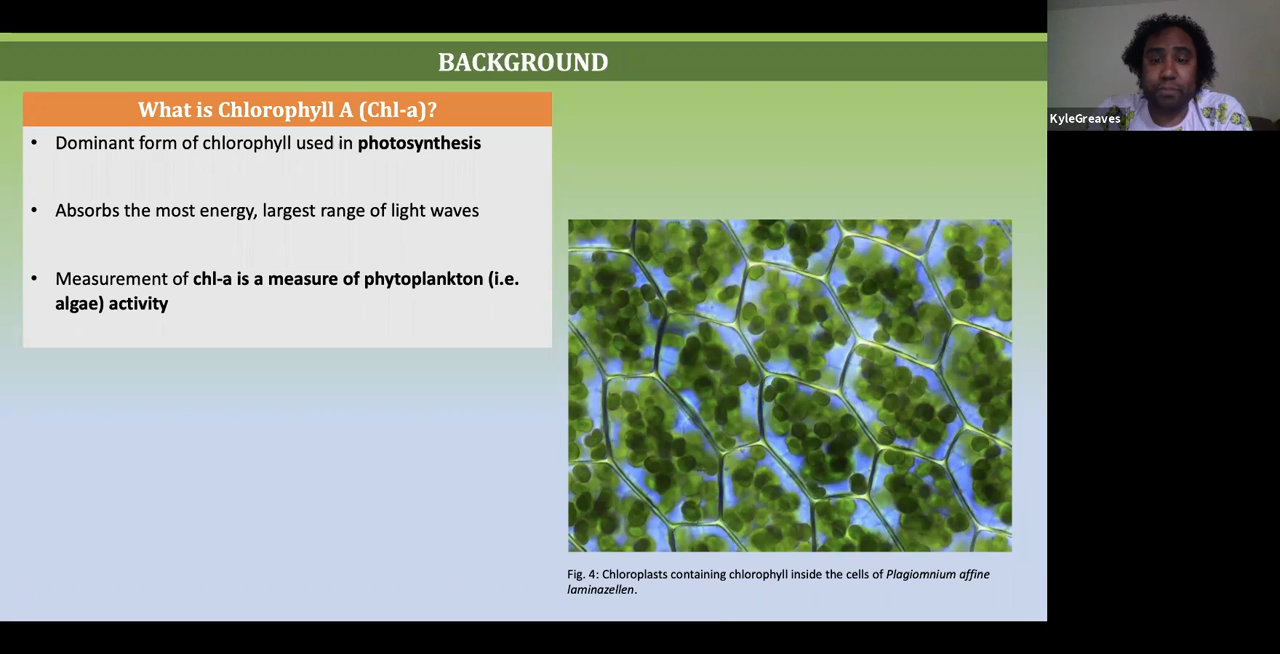 BACKGROUND
What is Chlorophyll A (Chl-a)?
• Dominant form of chlorophyll used in photosynthesis
• Absorbs the most energy, largest range of light waves
• Measurement of chl-a is a measure of phytoplankton (i.e.
algae) activity
Fig. 4: Chloroplasts containing chlorophyll inside the cells of Plagiomnium affine
laminazellen.
KyleGreaves